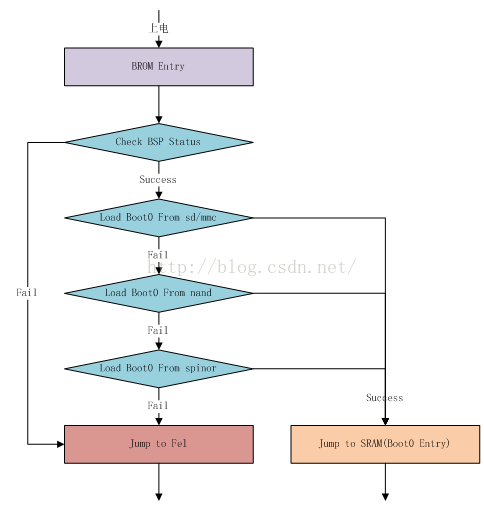 上电
BROM Entry
Check BSP Status
Success
Load Boot0 From sd/mmc
Fail
http://blog.csdn.net/
Load Boot0 From nand
Fail
Fail
Load Boot0 From spinor
Success
Fail
Jump to Fel
Jump to SRAM(Boot0 Entry)